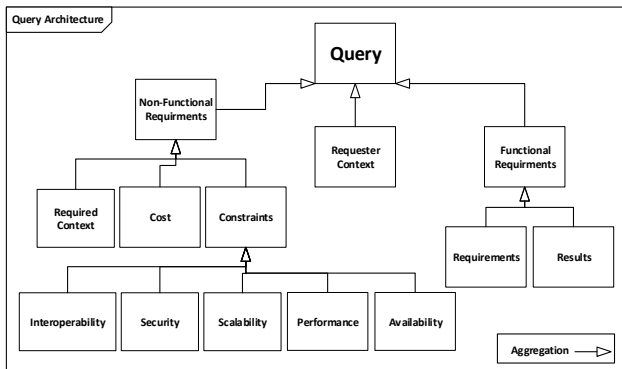 Query Architecture
Query
Non-Functional
Requirments
Requester
Context
Functional
Requirments
Required
Context
Cost
Constraints
Requirements
Results
Interoperability
Security
Scalability
Performance
Availability
Aggregation